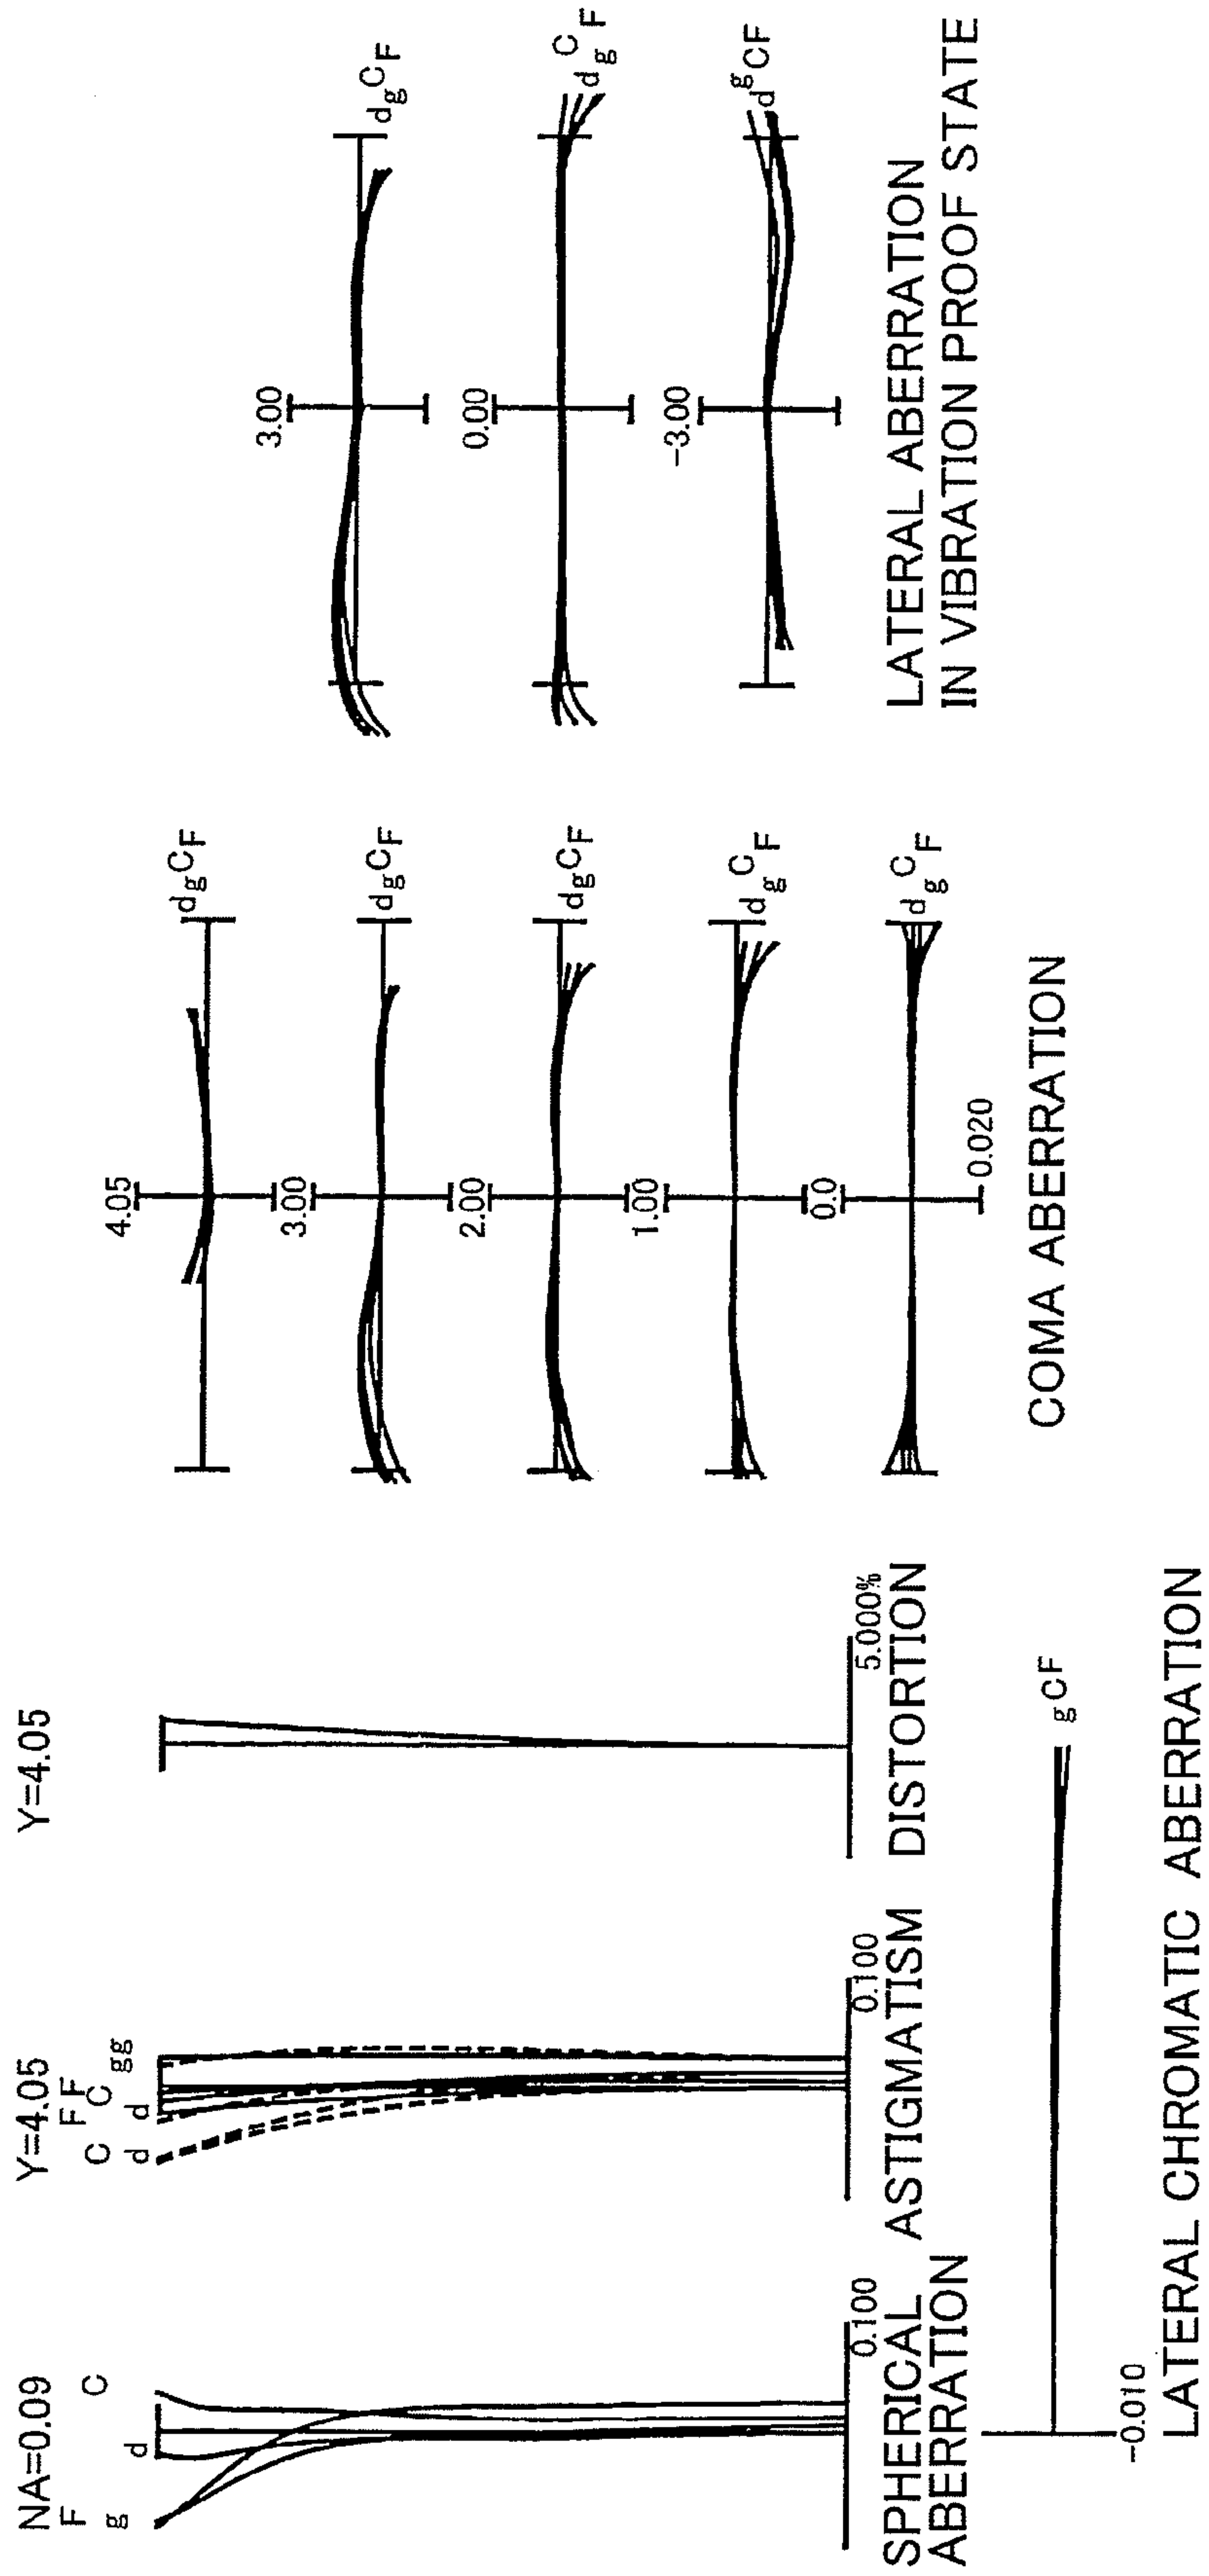 NA=0.09
F
g
d
C
0.100
SPHERICAL
ABERRATION
Y=4.05
C
d
F F
d
C
gg
0.100
ASTIGMATISM
Y=4.05
5.000%
DISTORTION
-0.010
g C F
LATERAL CHROMATIC ABERRATION
4.05
d g C F
3.00
d g C F
2.00
d g C F
1.00
d g C F
0.0
d g C F
0.020
COMA ABERRATION
3.00
d g C F
0.00
d g C F
-3.00
d g C F
LATERAL ABERRATION
IN VIBRATION PROOF STATE